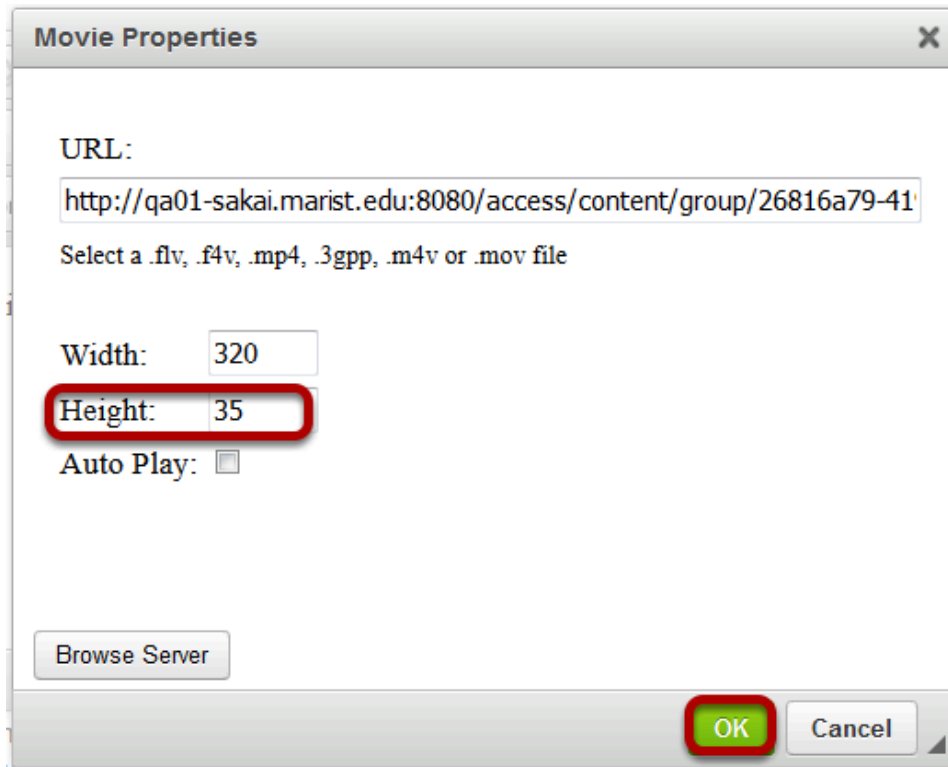 Movie Properties
URL:
http://qa01-sakai.marist.edu:8080/access/content/group/26816a79-419
Select a .flv, .f4v, .mp4, .3gpp, .m4v or .mov file
Width: 320
Height: 35
Auto Play:
Browse Server
OK Cancel